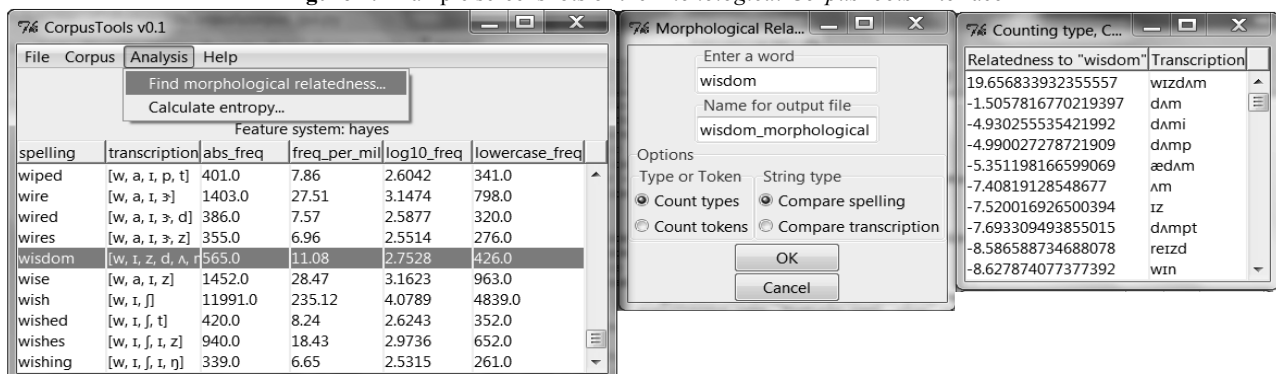 CorpusTools v0.1
File Corpus Analysis Help
Find morphological relatedness...
Calculate entropy...
Feature system: hayes
spelling transcription abs_freq freq_per_mil log10_freq lowercase_freq
wiped [w, a, ɪ, p, t] 401.0 7.86 2.6042 341.0
wire [w, a, ɪ, ɝ] 1403.0 27.51 3.1474 798.0
wired [w, a, ɪ, ɝ, d] 386.0 7.57 2.5877 320.0
wires [w, a, ɪ, ɝ, z] 355.0 6.96 2.5514 276.0
wisdom [w, ɪ, z, d, ʌ, 565.0 11.08 2.7528 426.0
wise [w, a, ɪ, z] 1452.0 28.47 3.1623 963.0
wish [w, ɪ, ʃ] 11991.0 235.12 4.0789 4839.0
wished [w, ɪ, ʃ, t] 420.0 8.24 2.6243 352.0
wishes [w, ɪ, ʃ, ɪ, z] 940.0 18.43 2.9736 652.0
wishing [w, ɪ, ʃ, ɪ, ŋ] 339.0 6.65 2.5315 261.0
Morphological Rela...
Enter a word
wisdom
Name for output file
wisdom_morphological
Options
Type or Token String type
Count types Compare spelling
Count tokens Compare transcription
OK
Cancel
Counting type, C...
Relatedness to "wisdom" Transcription
19.656833932355557 wɪzdʌm
-1.5057816770219397 dʌm
-4.930255535421992 dʌmi
-4.990027278721909 dʌmp
-5.351198166599069 ædʌm
-7.40819128548677 ʌm
-7.520016926500394 ɪz
-7.693309493855015 dʌmpt
-8.586588734688078 reɪzd
-8.627874077377392 wɪn